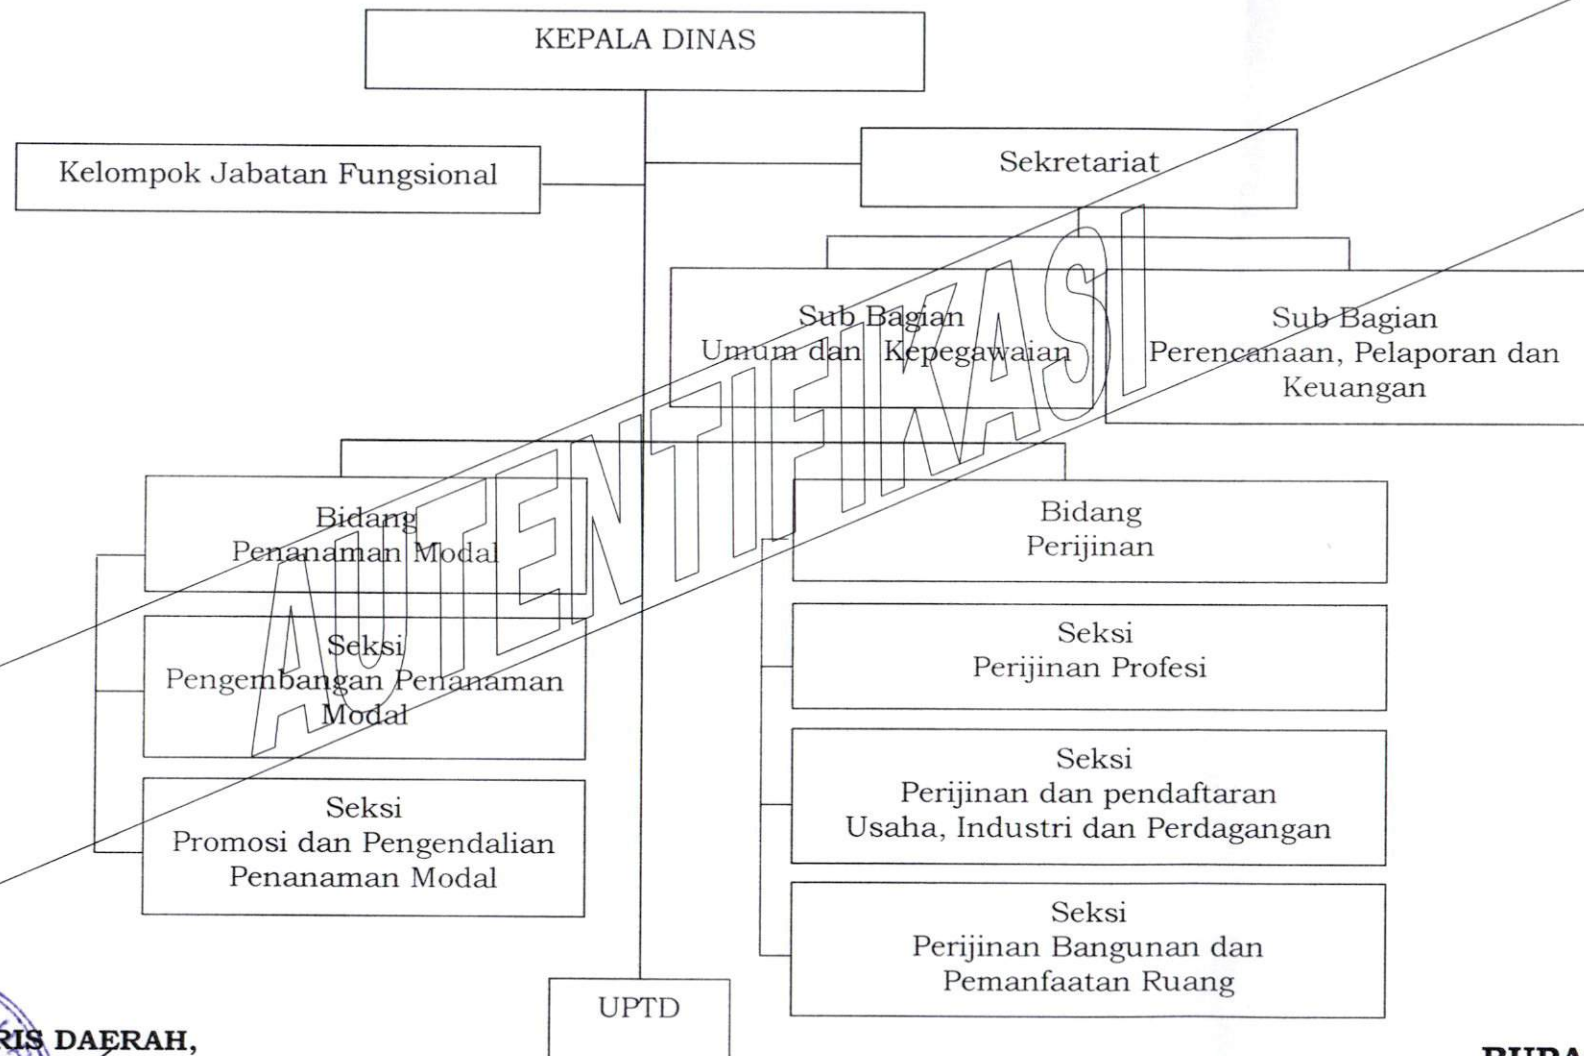 KEPALA DINAS
Kelompok Jabatan Fungsional
Sekretariat
Sub Bagian
Umum dan Kepegawaian
Sub Bagian
Perencanaan, Pelaporan dan
Keuangan
AUTENTIFIKASI
Bidang
Penanaman Modal
Seksi
Pengembangan Penanaman
Modal
Seksi
Promosi dan Pengendalian
Penanaman Modal
Bidang
Perijinan
Seksi
Perijinan Profesi
Seksi
Perijinan dan pendaftaran
Usaha, Industri dan Perdagangan
Seksi
Perijinan Bangunan dan
Pemanfaatan Ruang
UPTD
RIS DAERAH,